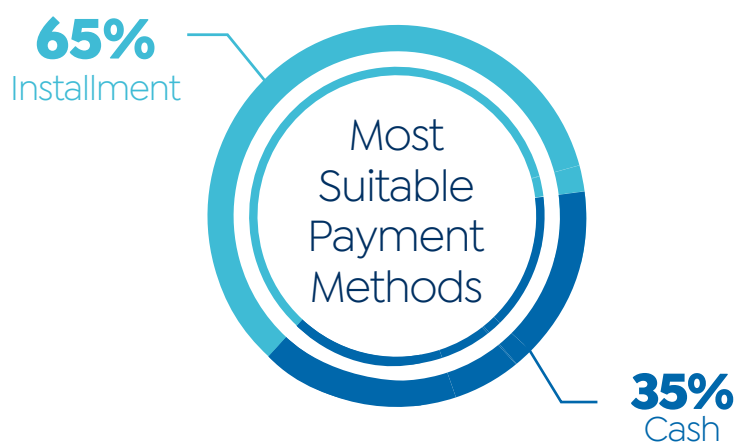 65%
Installment
Most
Suitable
Payment
Methods
35%
Cash